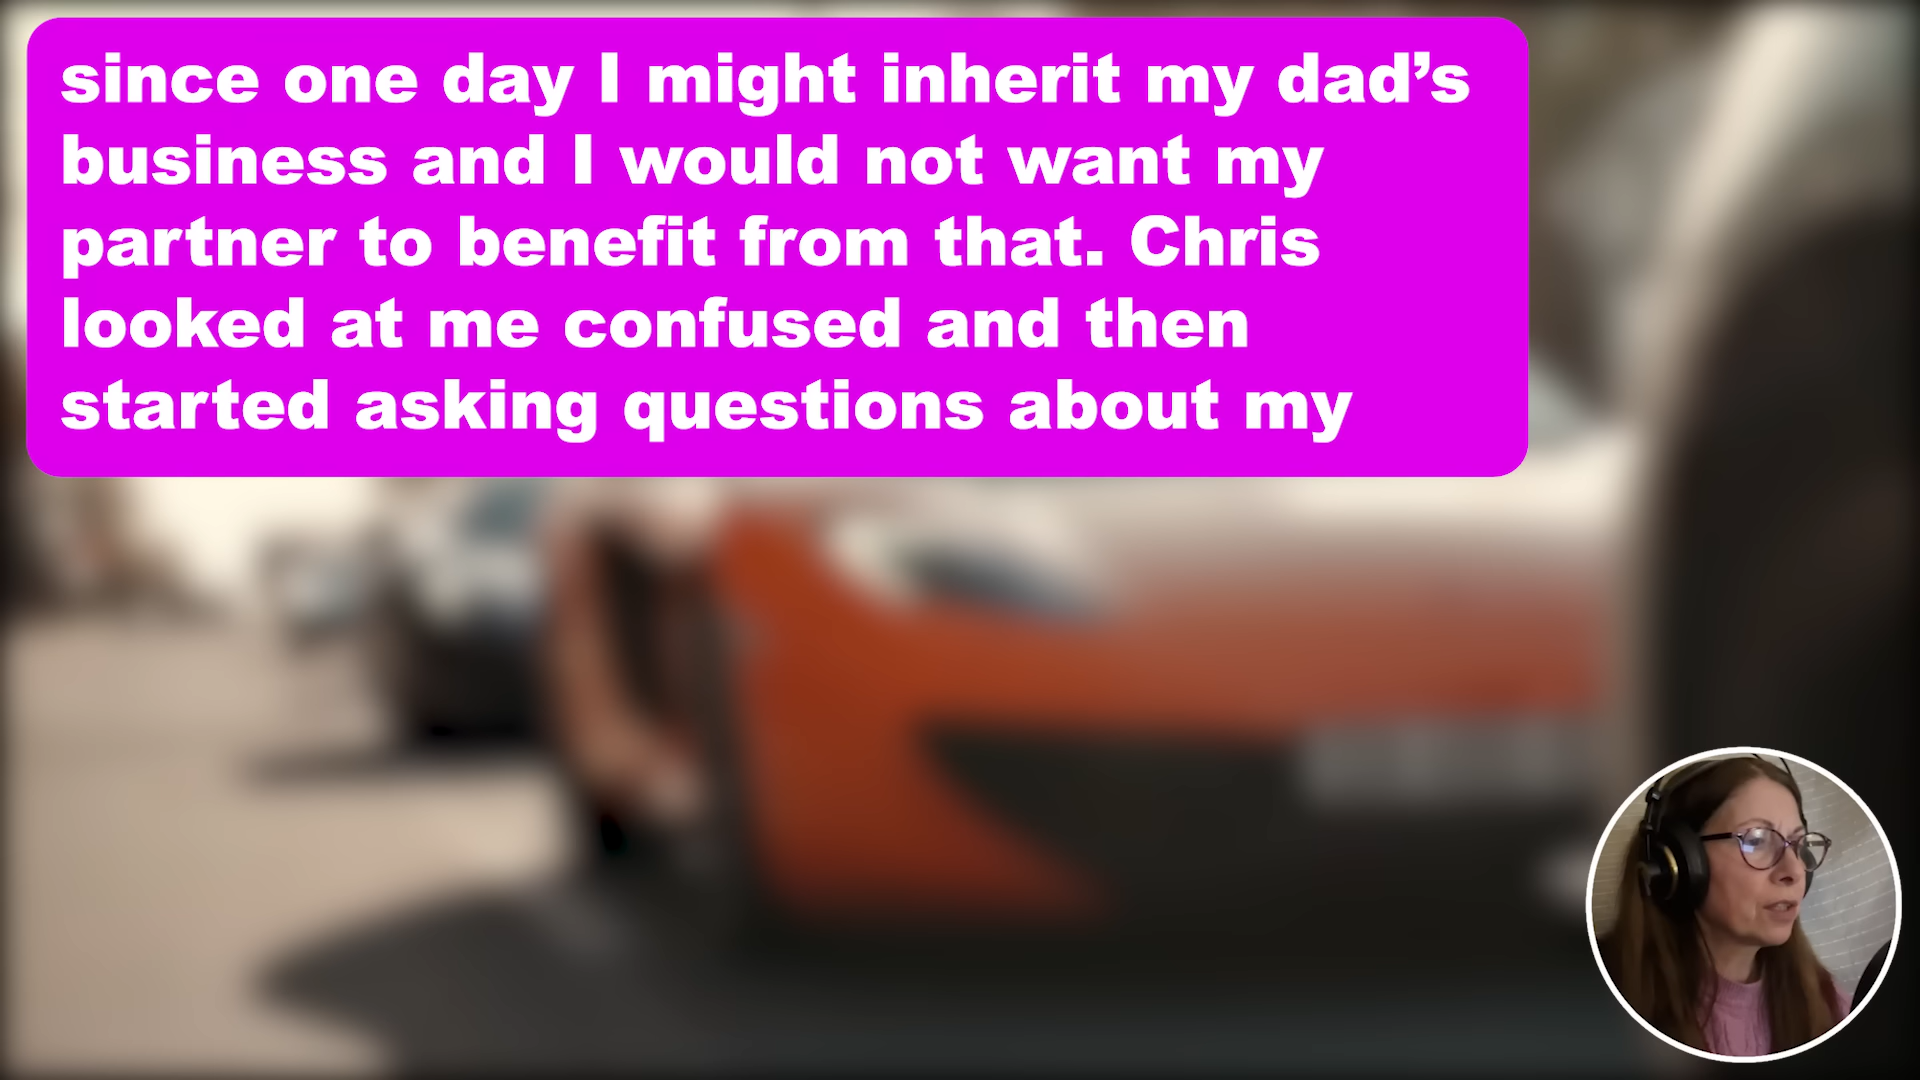 since one day I might inherit my dad’s
business and I would not want my
partner to benefit from that. Chris
looked at me confused and then
started asking questions about my